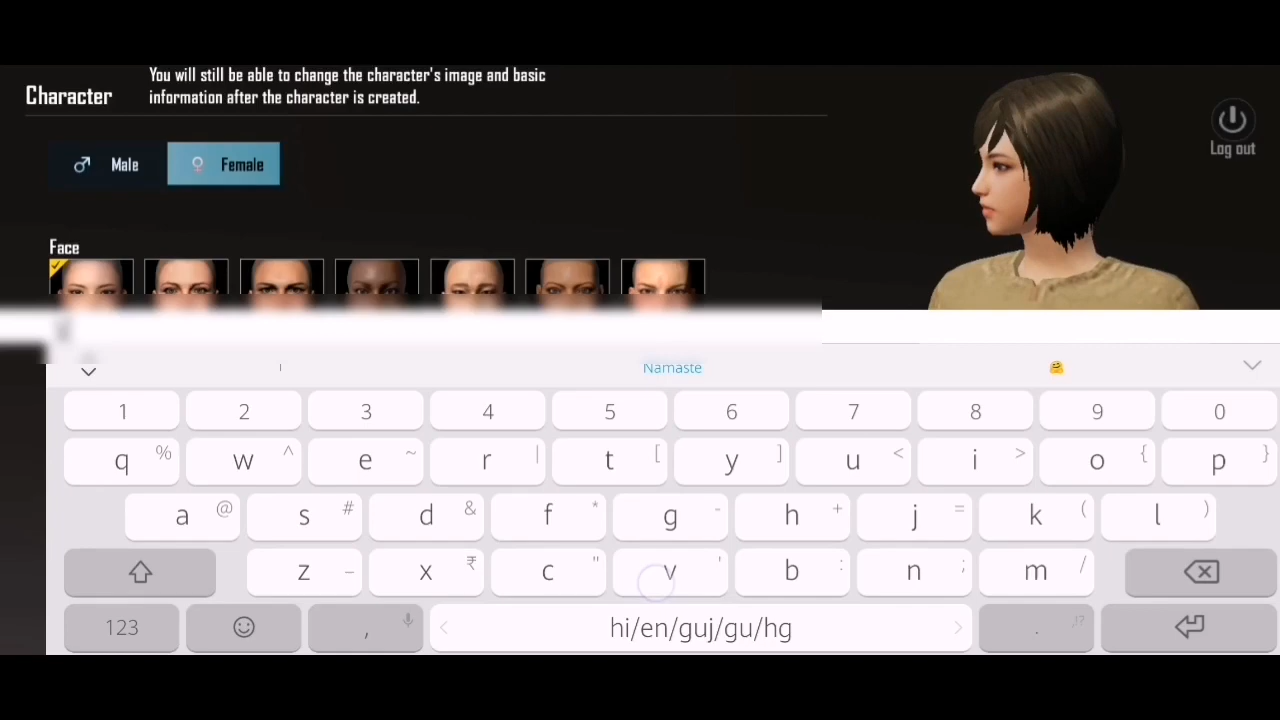 You will still be able to change the character's image and basic
information after the character is created.
Character
Log out
♂ Male
♀ Female
Face
Namaste 🤗
1 2 3 4 5 6 7 8 9 0
q % w ^ e ~ r | t [ y ] u < i > o { p }
a @ s # d & f * g - h + j = k ( l )
z _ x ₹ c " v ' b : n ; m /
123 , hi/en/guj/gu/hg . ,!?